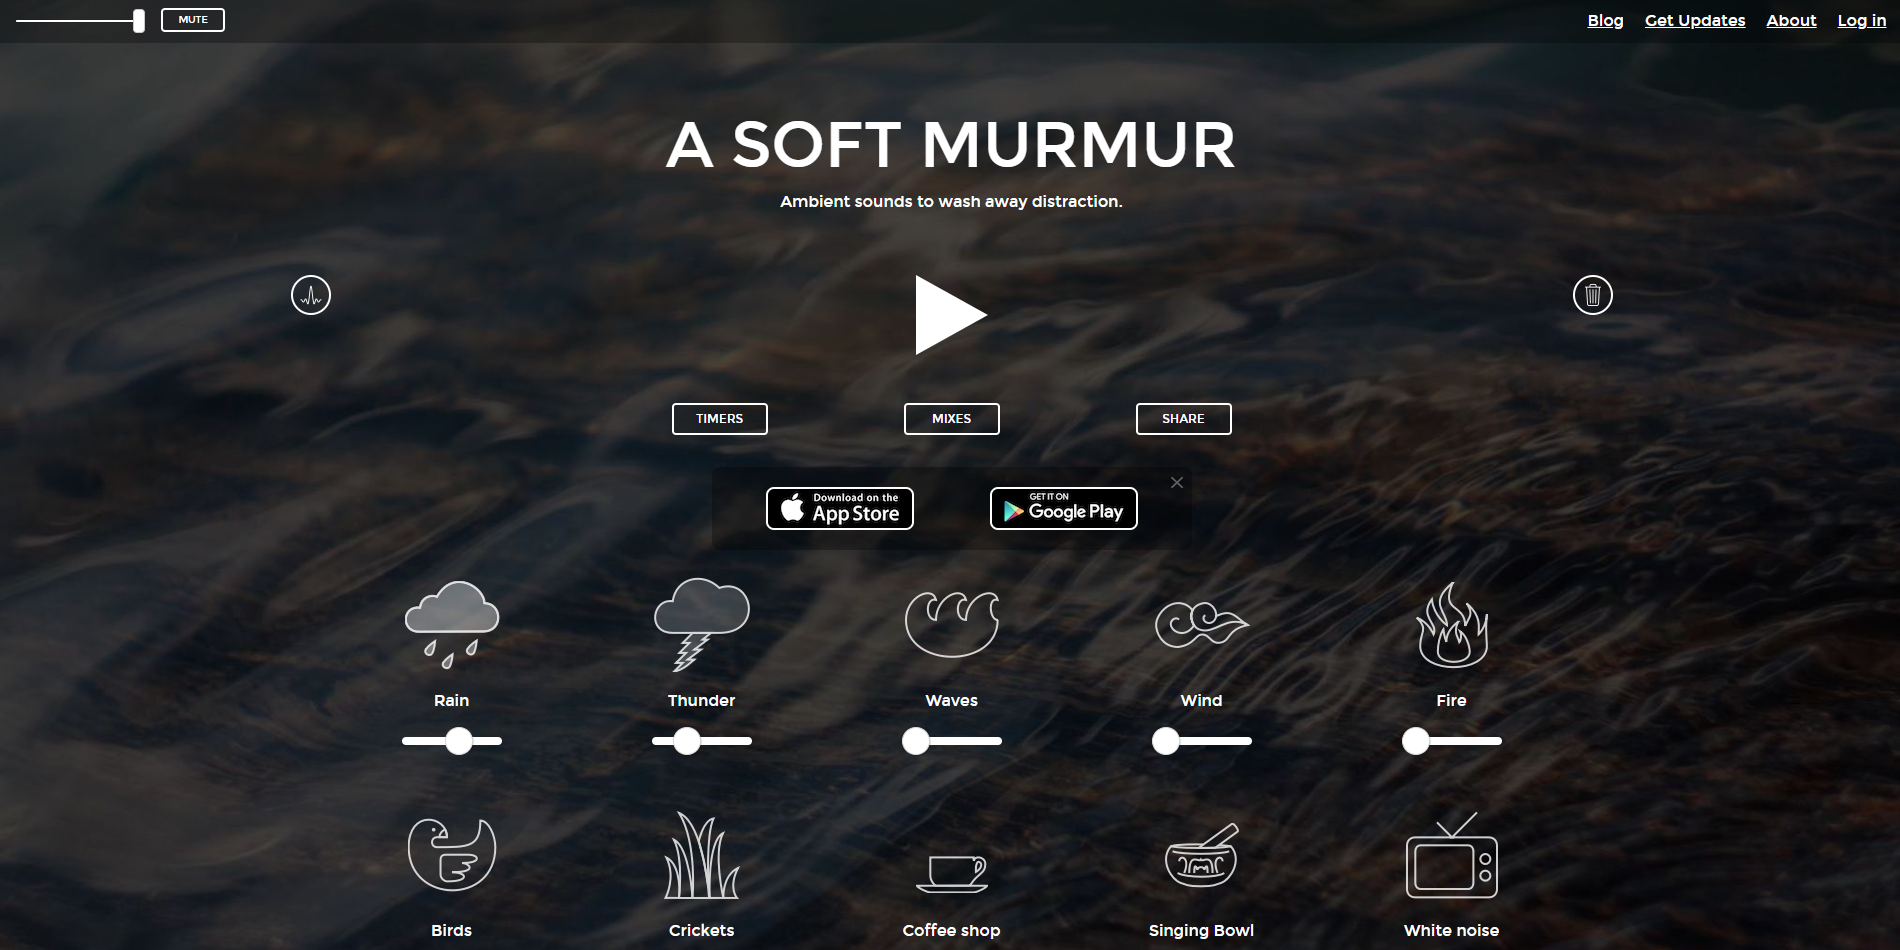 MUTE
Blog Get Updates About Log in
A SOFT MURMUR
Ambient sounds to wash away distraction.
TIMERS MIXES SHARE
Download on the
App Store
GET IT ON
Google Play
Rain Thunder Waves Wind Fire
Birds Crickets Coffee shop Singing Bowl White noise